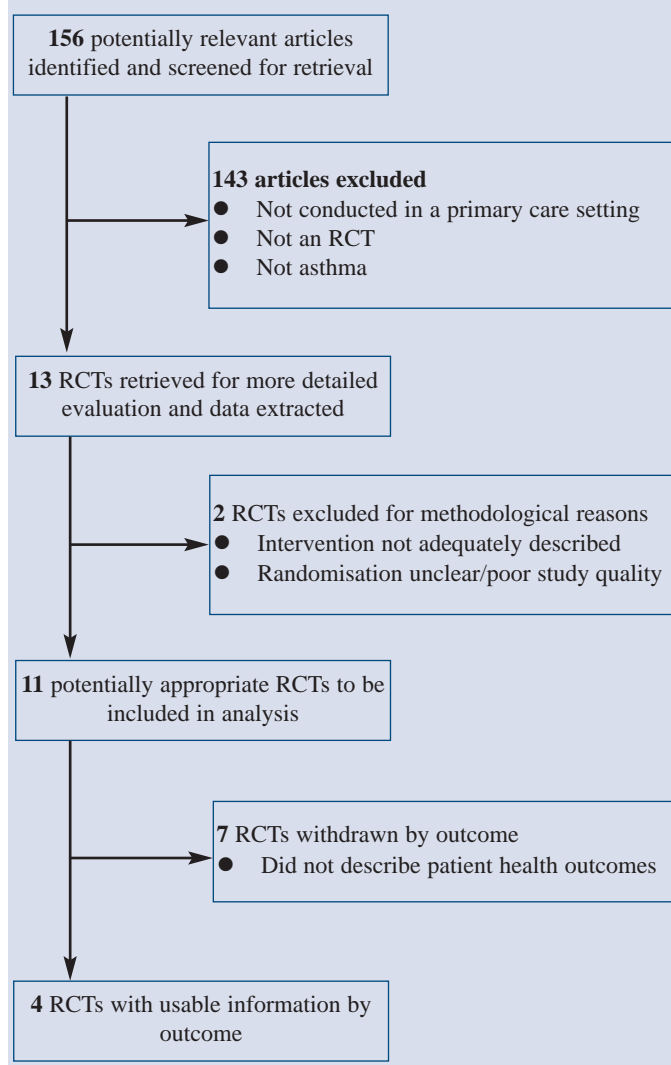 156 potentially relevant articles
identified and screened for retrieval
143 articles excluded
● Not conducted in a primary care setting
● Not an RCT
● Not asthma
13 RCTs retrieved for more detailed
evaluation and data extracted
2 RCTs excluded for methodological reasons
● Intervention not adequately described
● Randomisation unclear/poor study quality
11 potentially appropriate RCTs to be
included in analysis
7 RCTs withdrawn by outcome
● Did not describe patient health outcomes
4 RCTs with usable information by
outcome